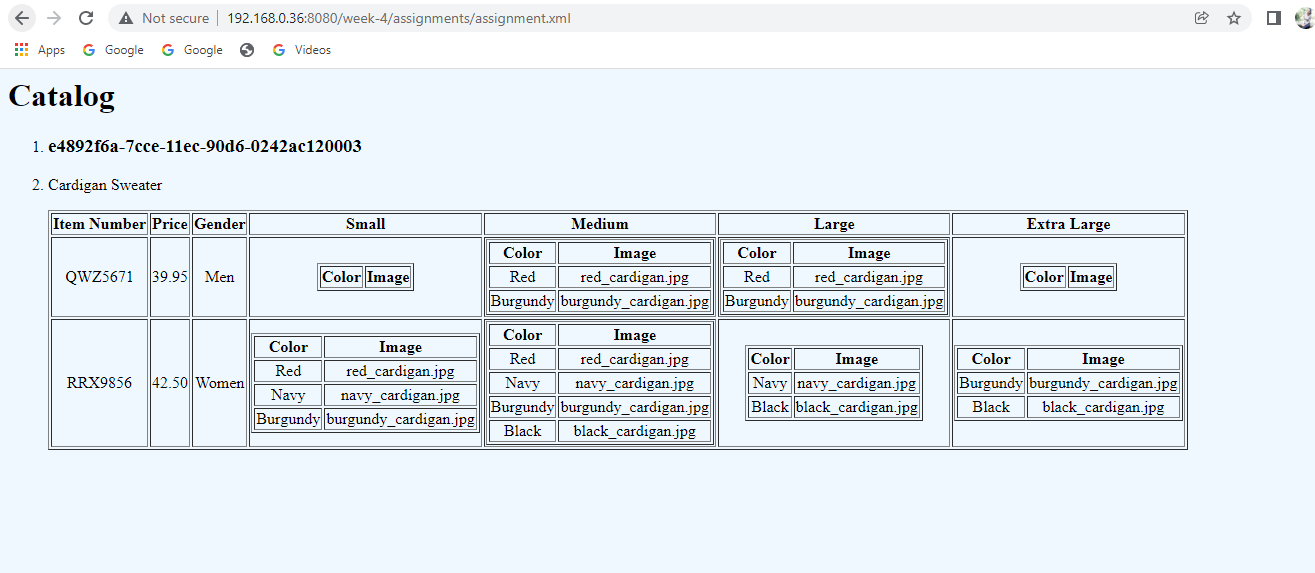 Not secure | 192.168.0.36:8080/week-4/assignments/assignment.xml
Apps Google Google Videos
Catalog
1. e4892f6a-7cce-11ec-90d6-0242ac120003
2. Cardigan Sweater
Item Number Price Gender Small Medium Large Extra Large
QWZ5671 39.95 Men
Color Image
Color Image
Red red_cardigan.jpg
Burgundy burgundy_cardigan.jpg
Color Image
Red red_cardigan.jpg
Burgundy burgundy_cardigan.jpg
Color Image
RRX9856 42.50 Women
Color Image
Red red_cardigan.jpg
Navy navy_cardigan.jpg
Burgundy burgundy_cardigan.jpg
Color Image
Red red_cardigan.jpg
Navy navy_cardigan.jpg
Burgundy burgundy_cardigan.jpg
Black black_cardigan.jpg
Color Image
Navy navy_cardigan.jpg
Black black_cardigan.jpg
Color Image
Burgundy burgundy_cardigan.jpg
Black black_cardigan.jpg